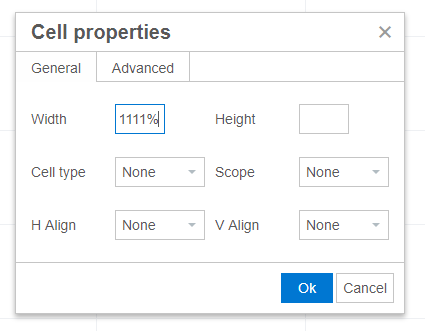 Cell properties ×
General Advanced
Width 1111% Height
Cell type None Scope None
H Align None V Align None
Ok Cancel